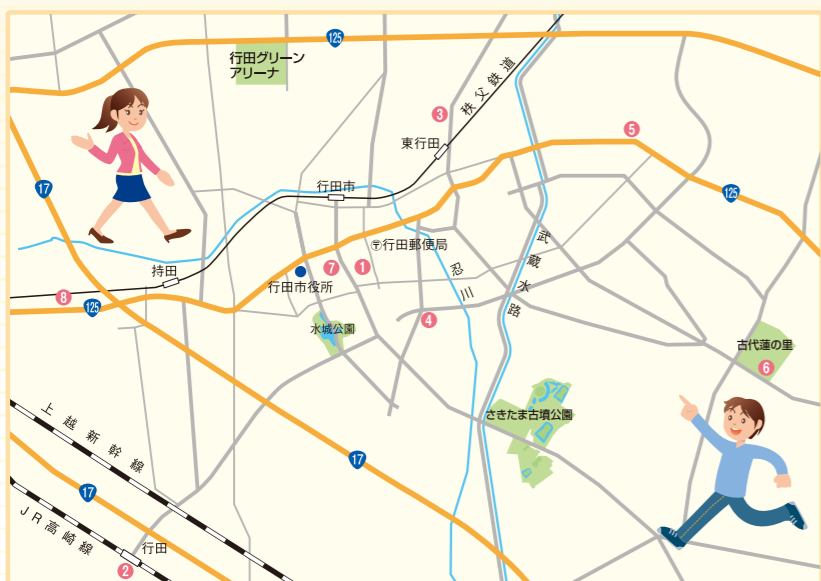 125
行田グリーン
アリーナ
秩父鉄道
3
東行田
5
17
行田市
125
武蔵水路
〒行田郵便局
7
1
忍川
持田
行田市役所
8
125
4
水城公園
古代蓮の里
6
さきたま古墳公園
上越新幹線
17
17
JR高崎線
行田
2